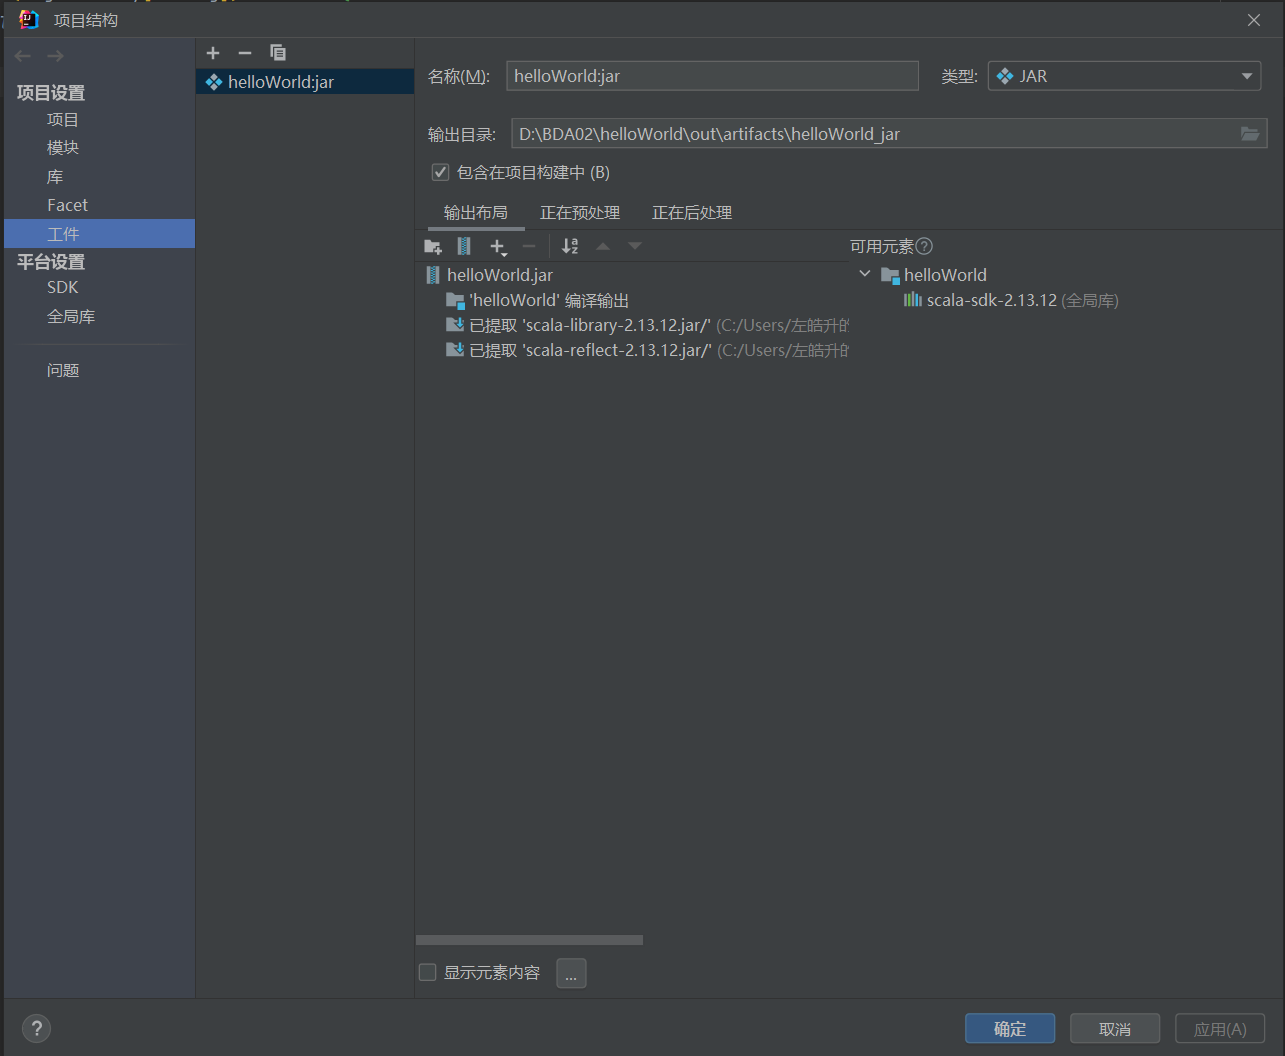 项目结构
项目设置
项目
模块
库
Facet
工件
平台设置
SDK
全局库
问题
helloWorld:jar
名称(M): helloWorld:jar 类型: JAR
输出目录: D:\BDA02\helloWorld\out\artifacts\helloWorld_jar
包含在项目构建中 (B)
输出布局 正在预处理 正在后处理
可用元素
helloWorld.jar
'helloWorld' 编译输出
已提取 'scala-library-2.13.12.jar/' (C:/Users/左皓升的
已提取 'scala-reflect-2.13.12.jar/' (C:/Users/左皓升的
helloWorld
scala-sdk-2.13.12 (全局库)
显示元素内容 ...
? 确定 取消 应用(A)